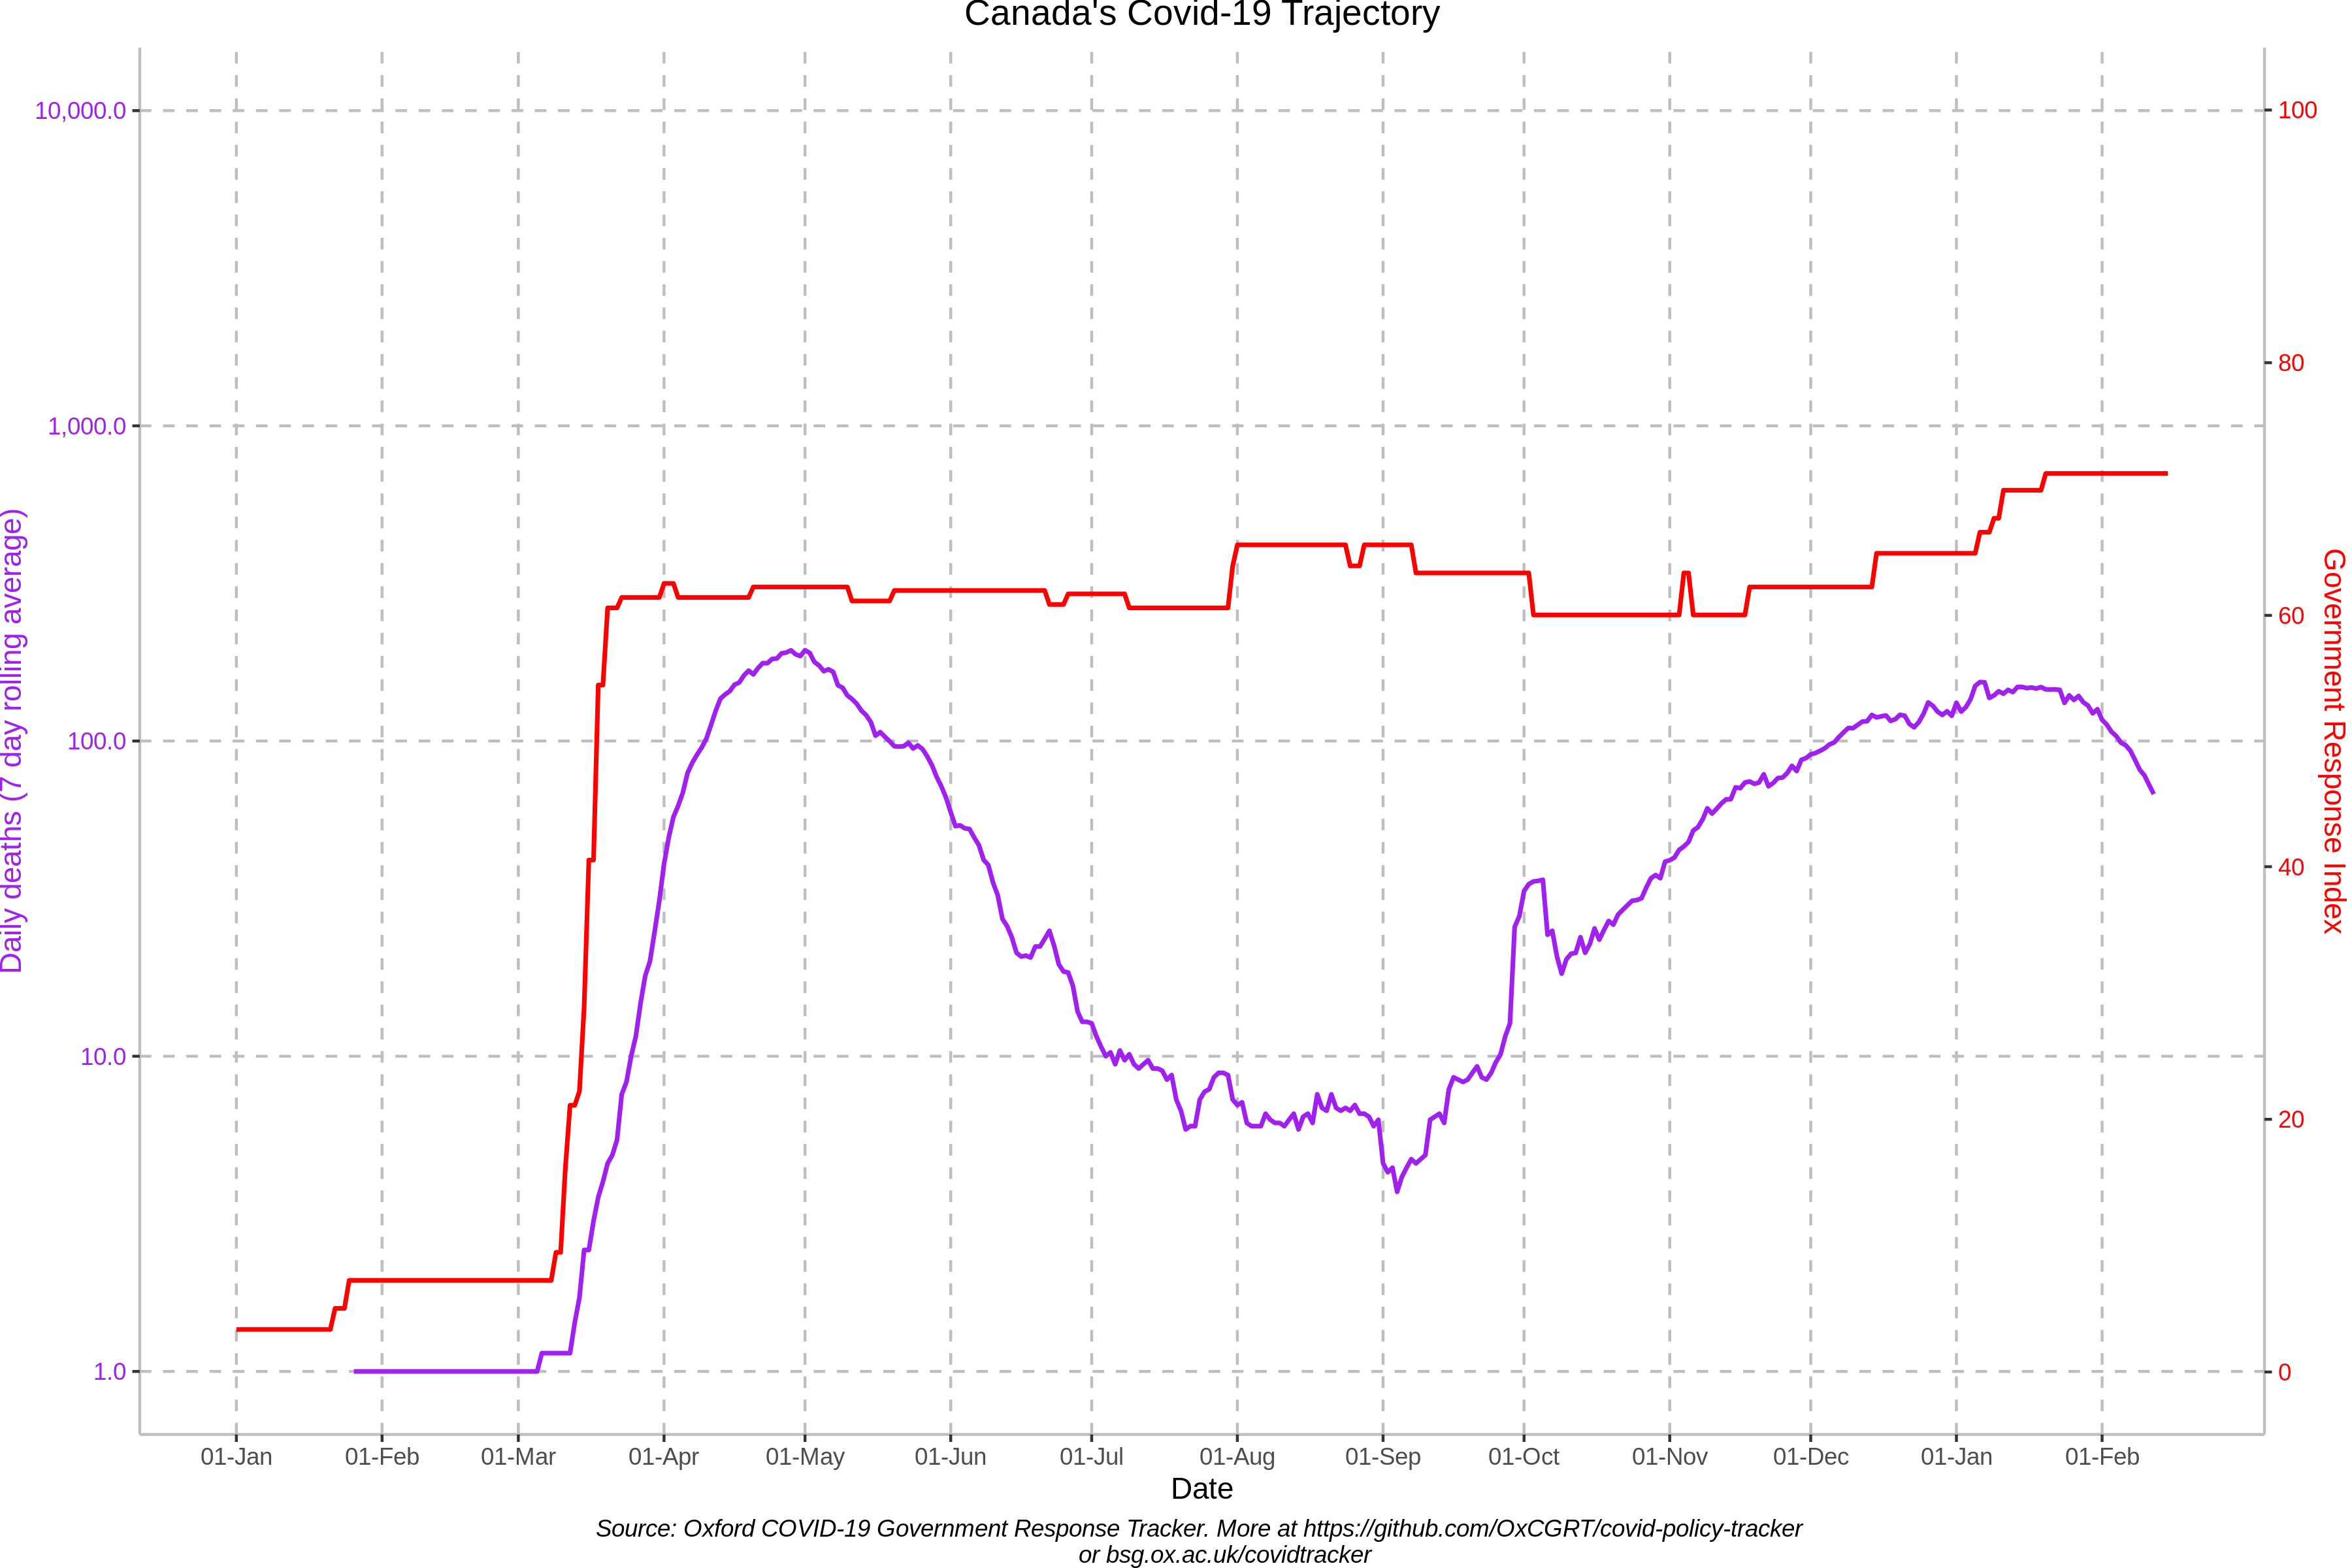 Canada's Covid-19 Trajectory
10,000.0
1,000.0
100.0
10.0
1.0
Daily deaths (7 day rolling average)
100
80
60
40
20
0
Government Response Index
01-Jan 01-Feb 01-Mar 01-Apr 01-May 01-Jun 01-Jul 01-Aug 01-Sep 01-Oct 01-Nov 01-Dec 01-Jan 01-Feb
Date
Source: Oxford COVID-19 Government Response Tracker. More at https://github.com/OxCGRT/covid-policy-tracker
or bsg.ox.ac.uk/covidtracker